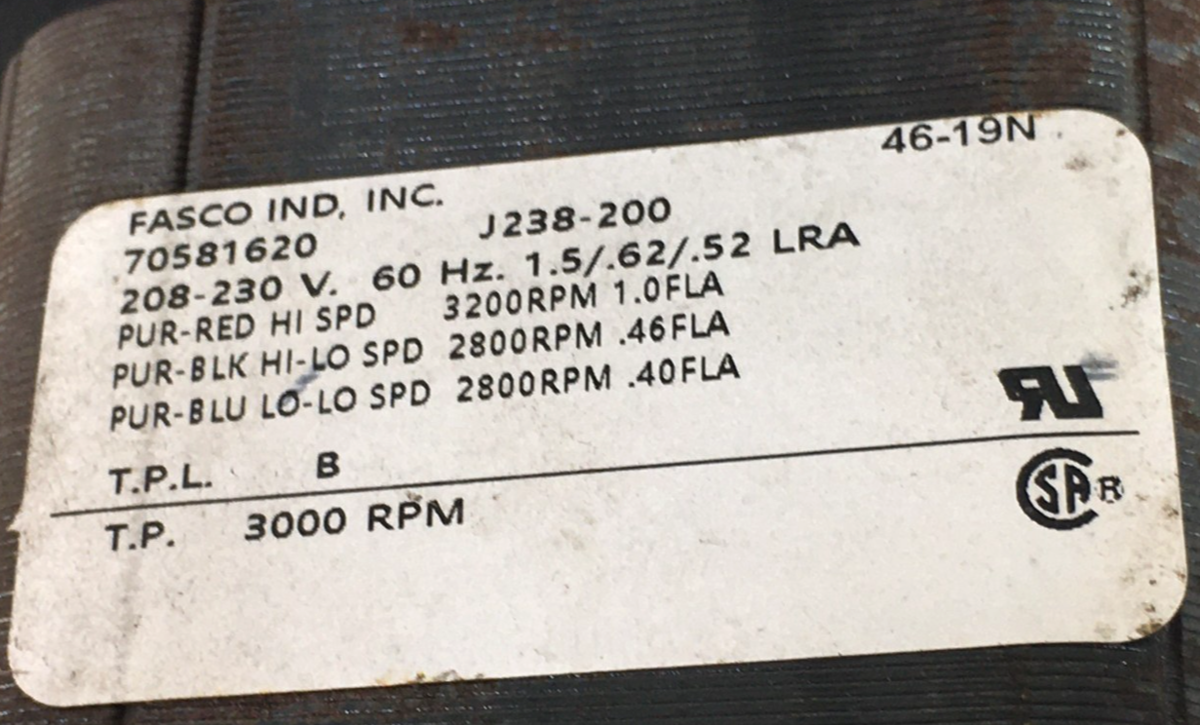 46-19N
FASCO IND, INC.
70581620 J238-200
208-230 V. 60 Hz. 1.5/.62/.52 LRA
PUR-RED HI SPD 3200RPM 1.0FLA
PUR-BLK HI-LO SPD 2800RPM .46FLA
PUR-BLU LO-LO SPD 2800RPM .40FLA
T.P.L. B
T.P. 3000 RPM
RU
CSA R